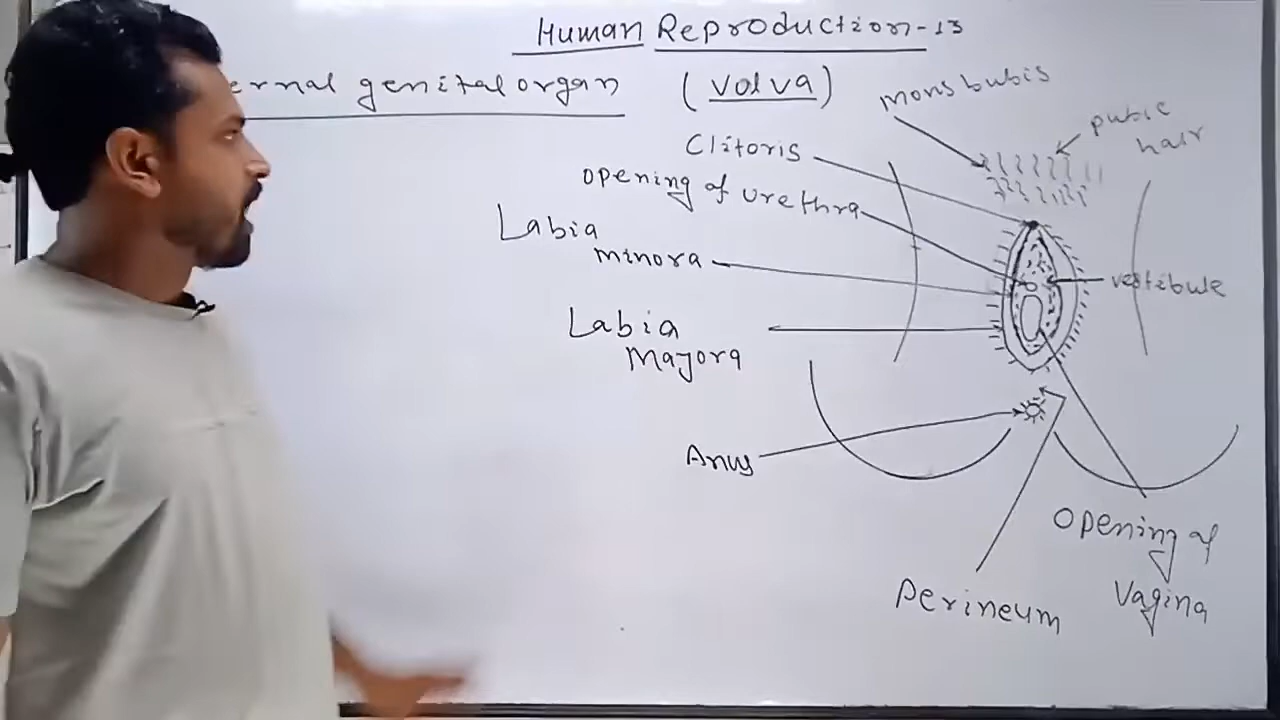 Human Reproduction-13
ernal genital organ (Volva)
mons bubis
pubic
hair
Clitoris
opening of urethra
Labia
minora
vestibule
Labia
Majora
Anus
opening of
vagina
Perineum